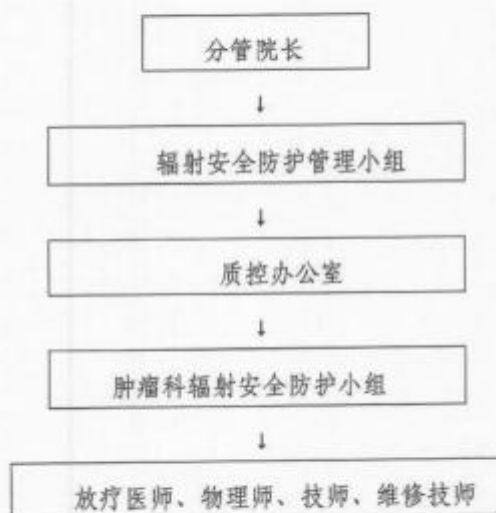 分管院长
↓
辐射安全防护管理小组
↓
质控办公室
↓
肿瘤科辐射安全防护小组
↓
放疗医师、物理师、技师、维修技师